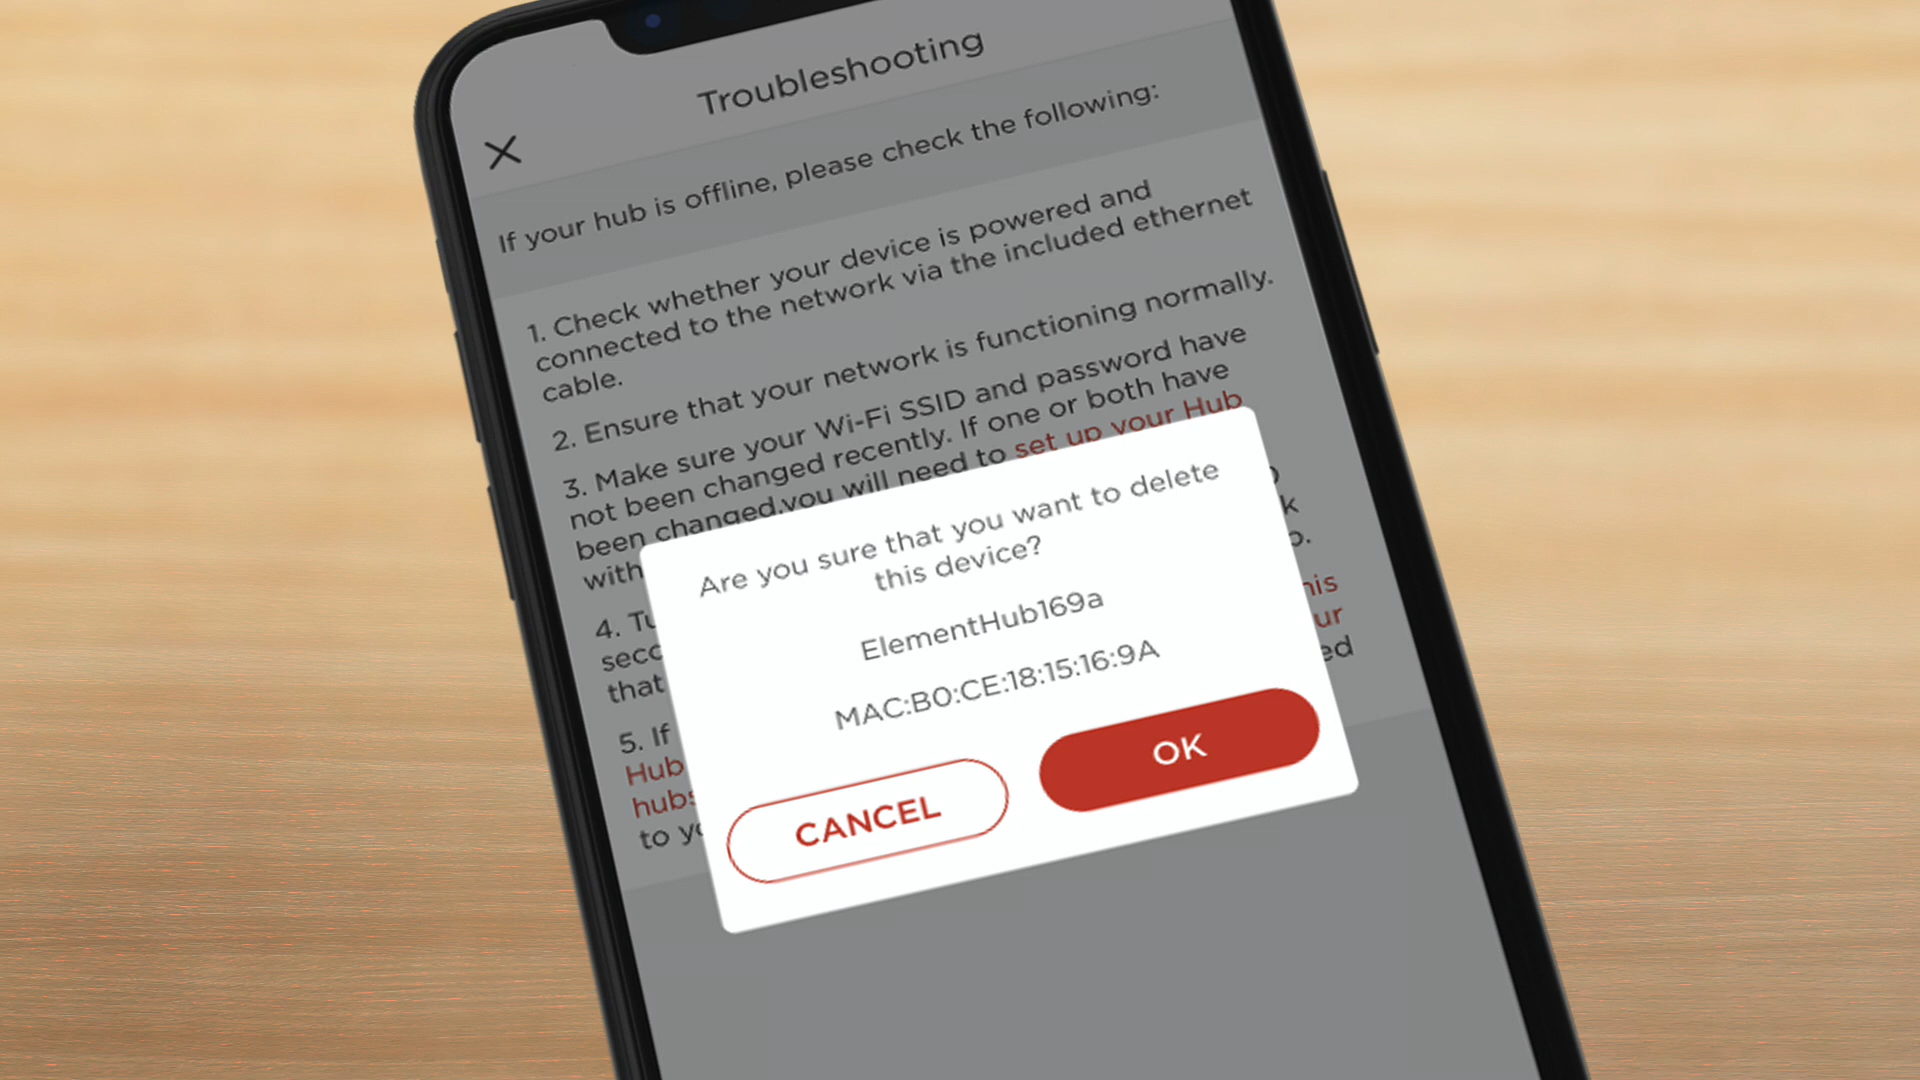 Troubleshooting
If your hub is offline, please check the following:
1. Check whether your device is powered and
connected to the network via the included ethernet
cable.
2. Ensure that your network is functioning normally.
3. Make sure your Wi-Fi SSID and password have
not been changed recently. If one or both have
been changed,you will need to set up your Hub
with
4.
that
5. If
Hub
to
Are you sure that you want to delete
this device?
ElementHub169a
MAC:B0:CE:18:15:16:9A
CANCEL
OK